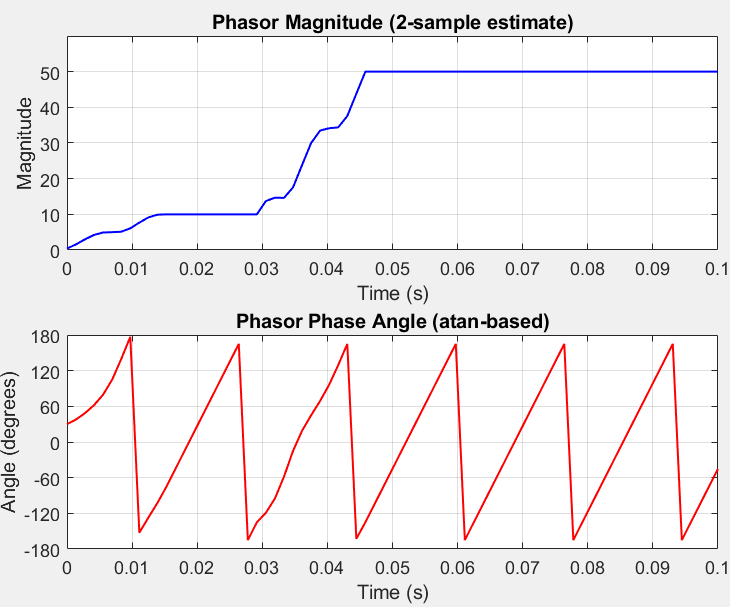 Phasor Magnitude (2-sample estimate)
50
40
30
20
10
0
Magnitude
0 0.01 0.02 0.03 0.04 0.05 0.06 0.07 0.08 0.09 0.1
Time (s)
Phasor Phase Angle (atan-based)
180
120
60
0
-60
-120
-180
Angle (degrees)
0 0.01 0.02 0.03 0.04 0.05 0.06 0.07 0.08 0.09 0.1
Time (s)